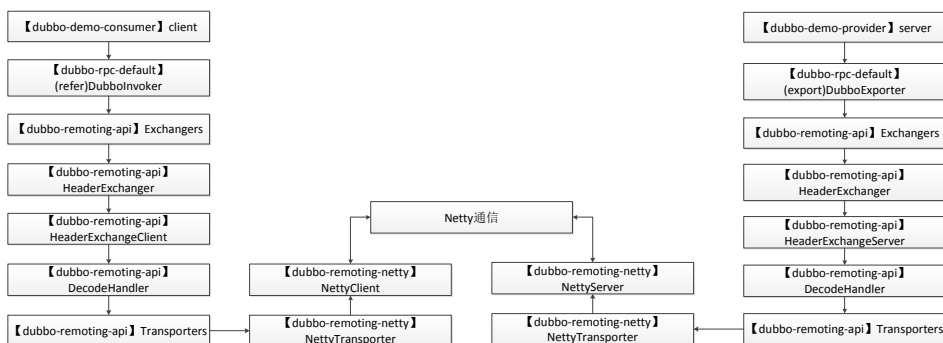 【dubbo-demo-consumer】client
【dubbo-rpc-default】
(refer)DubboInvoker
【dubbo-remoting-api】Exchangers
【dubbo-remoting-api】
HeaderExchanger
【dubbo-remoting-api】
HeaderExchangeClient
【dubbo-remoting-api】
DecodeHandler
【dubbo-remoting-api】Transporters
【dubbo-remoting-netty】
NettyClient
【dubbo-remoting-netty】
NettyTransporter
Netty通信
【dubbo-remoting-netty】
NettyServer
【dubbo-remoting-netty】
NettyTransporter
【dubbo-demo-provider】server
【dubbo-rpc-default】
(export)DubboExporter
【dubbo-remoting-api】Exchangers
【dubbo-remoting-api】
HeaderExchanger
【dubbo-remoting-api】
HeaderExchangeServer
【dubbo-remoting-api】
DecodeHandler
【dubbo-remoting-api】Transporters